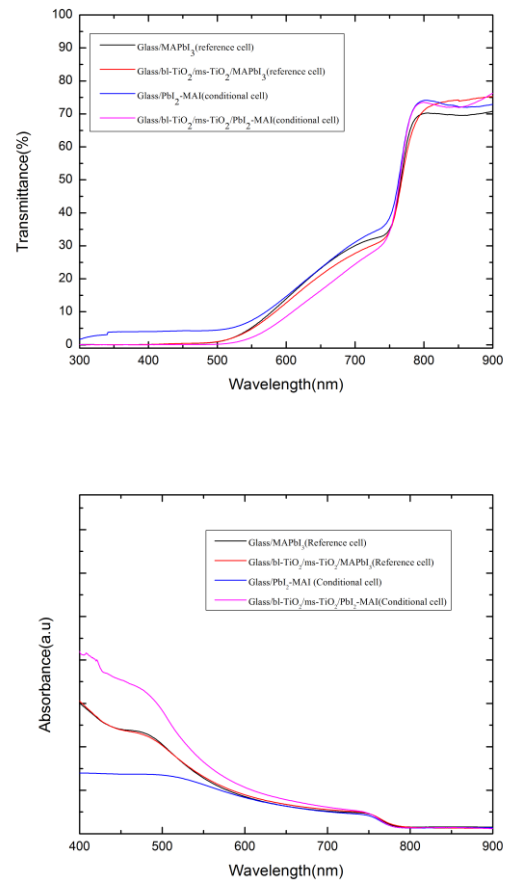 Transmittance(%)
100
90
80
70
60
50
40
30
20
10
0
Glass/MAPbI3(reference cell)
Glass/bl-TiO2/ms-TiO2/MAPbI3(reference cell)
Glass/PbI2-MAI(conditional cell)
Glass/bl-TiO2/ms-TiO2/PbI2-MAI(conditional cell)
300 400 500 600 700 800 900
Wavelength(nm)
Absorbance(a.u)
Glass/MAPbI3(Reference cell)
Glass/bl-TiO2/ms-TiO2/MAPbI3(Reference cell)
Glass/PbI2-MAI (Conditional cell)
Glass/bl-TiO2/ms-TiO2/PbI2-MAI(Conditional cell)
400 500 600 700 800 900
Wavelength(nm)